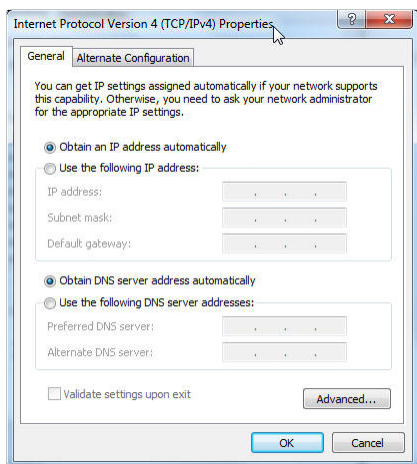 Internet Protocol Version 4 (TCP/IPv4) Properties
General
Alternate Configuration
You can get IP settings assigned automatically if your network supports
this capability. Otherwise, you need to ask your network administrator
for the appropriate IP settings.
Obtain an IP address automatically
Use the following IP address:
IP address:
Subnet mask:
Default gateway:
Obtain DNS server address automatically
Use the following DNS server addresses:
Preferred DNS server:
Alternate DNS server:
Validate settings upon exit
Advanced...
OK
Cancel